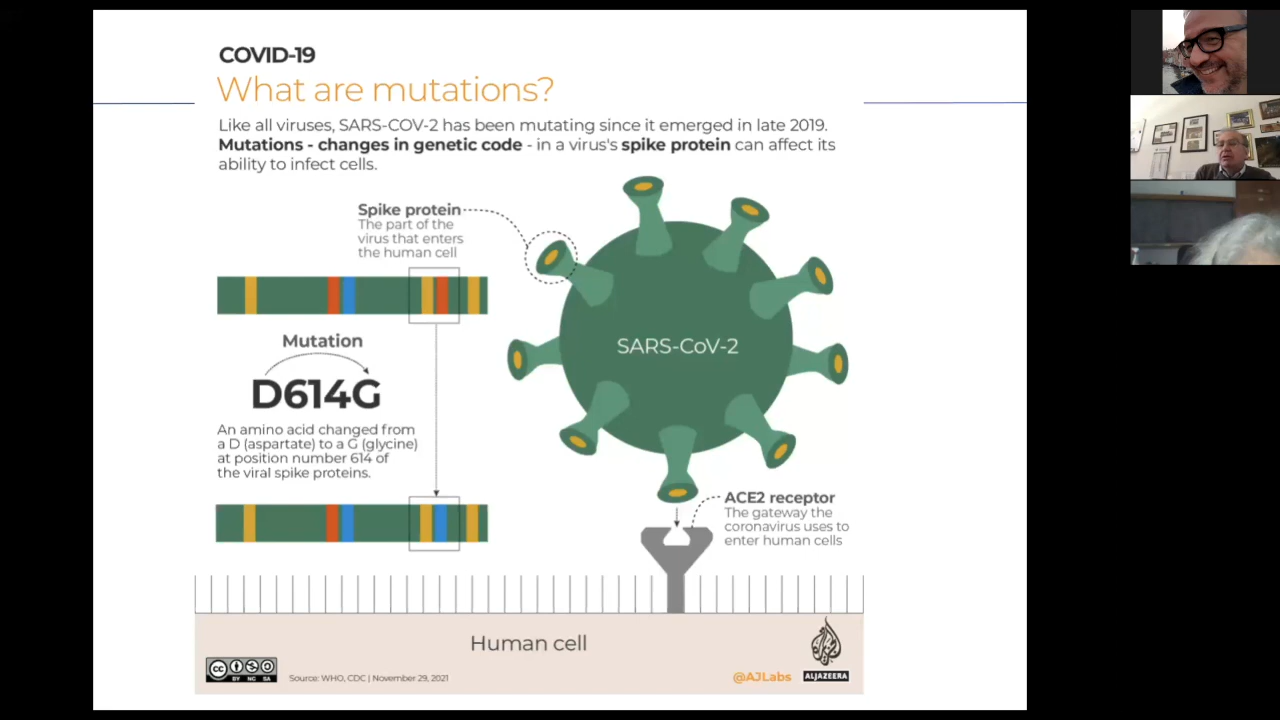 COVID-19
What are mutations?
Like all viruses, SARS-COV-2 has been mutating since it emerged in late 2019.
Mutations - changes in genetic code - in a virus's spike protein can affect its
ability to infect cells.
Spike protein
The part of the
virus that enters
the human cell
Mutation
D614G
An amino acid changed from
a D (aspartate) to a G (glycine)
at position number 614 of
the viral spike proteins.
SARS-CoV-2
ACE2 receptor
The gateway the
coronavirus uses to
enter human cells
Human cell
cc BY NC SA
Source: WHO, CDC | November 29, 2021
@AJLabs
ALJAZEERA